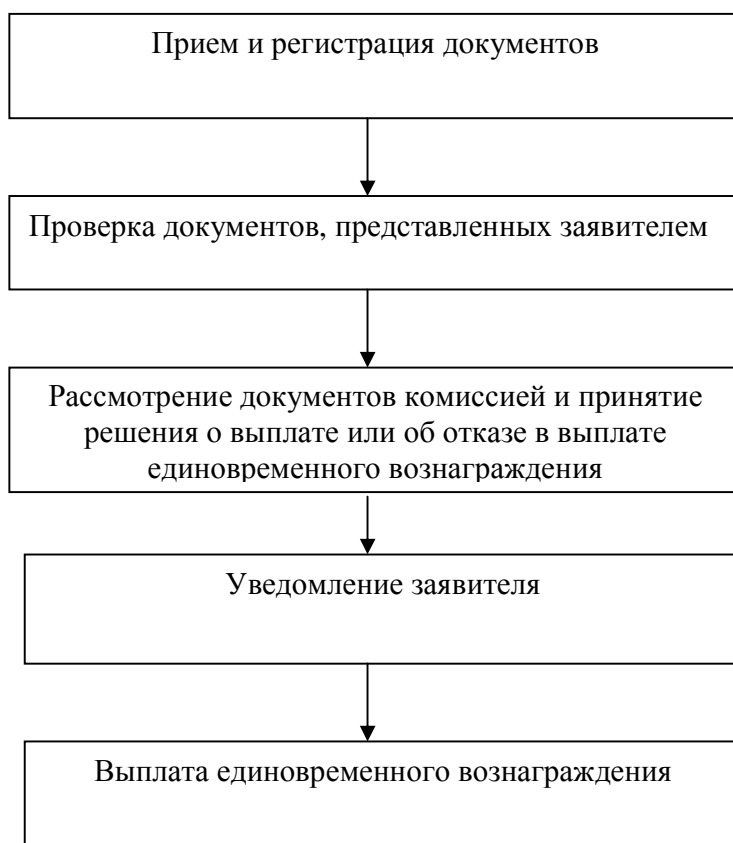 Прием и регистрация документов
Проверка документов, представленных заявителем
Рассмотрение документов комиссией и принятие
решения о выплате или об отказе в выплате
единовременного вознаграждения
Уведомление заявителя
Выплата единовременного вознаграждения